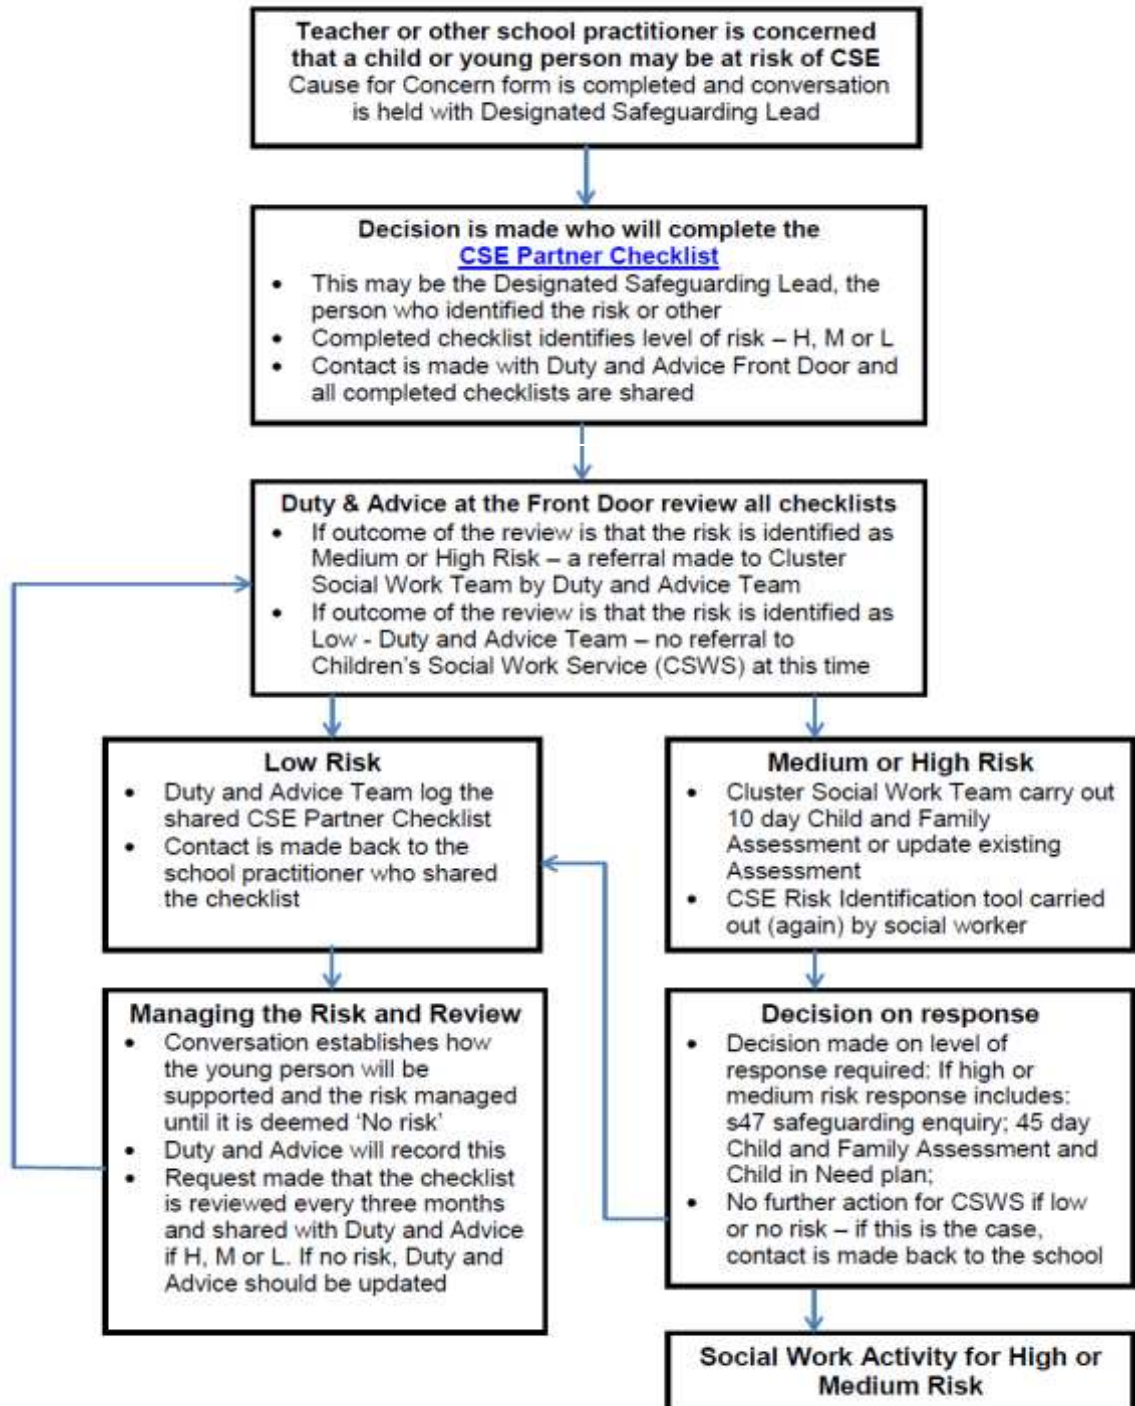 Teacher or other school practitioner is concerned
that a child or young person may be at risk of CSE
Cause for Concern form is completed and conversation
is held with Designated Safeguarding Lead
Decision is made who will complete the
CSE Partner Checklist
• This may be the Designated Safeguarding Lead, the
person who identified the risk or other
• Completed checklist identifies level of risk – H, M or L
• Contact is made with Duty and Advice Front Door and
all completed checklists are shared
Duty & Advice at the Front Door review all checklists
• If outcome of the review is that the risk is identified as
Medium or High Risk – a referral made to Cluster
Social Work Team by Duty and Advice Team
• If outcome of the review is that the risk is identified as
Low - Duty and Advice Team – no referral to
Children's Social Work Service (CSWS) at this time
Low Risk
• Duty and Advice Team log the
shared CSE Partner Checklist
• Contact is made back to the
school practitioner who shared
the checklist
Medium or High Risk
• Cluster Social Work Team carry out
10 day Child and Family
Assessment or update existing
Assessment
• CSE Risk Identification tool carried
out (again) by social worker
Managing the Risk and Review
• Conversation establishes how
the young person will be
supported and the risk managed
until it is deemed 'No risk'
• Duty and Advice will record this
• Request made that the checklist
is reviewed every three months
and shared with Duty and Advice
if H, M or L. If no risk, Duty and
Advice should be updated
Decision on response
• Decision made on level of
response required: If high or
medium risk response includes:
s47 safeguarding enquiry; 45 day
Child and Family Assessment and
Child in Need plan;
• No further action for CSWS if low
or no risk – if this is the case,
contact is made back to the school
Social Work Activity for High or
Medium Risk